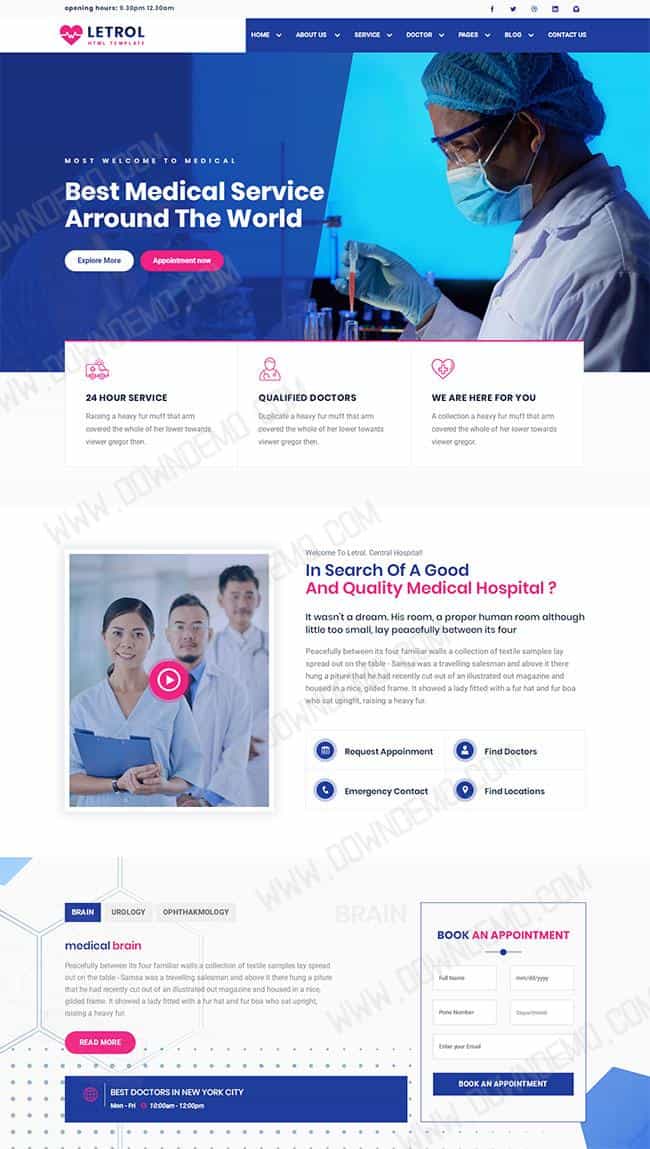 opening hours: 9.30pm 12.30am
LETROL
HTML TEMPLATE
HOME ABOUT US SERVICE DOCTOR PAGES BLOG CONTACT US
MOST WELCOME TO MEDICAL
Best Medical Service
Arround The World
Explore More Appointment now
24 HOUR SERVICE
Raising a heavy fur muff that arm
covered the whole of her lower towards
viewer gregor then.
QUALIFIED DOCTORS
Duplicate a heavy fur muff that arm
covered the whole of her lower towards
viewer gregor then.
WE ARE HERE FOR YOU
A collection a heavy fur muff that arm
covered the whole of her lower towards
viewer gregor.
Welcome To Letrol. Central Hospital!
In Search Of A Good
And Quality Medical Hospital ?
It wasn't a dream. His room, a proper human room although
little too small, lay peacefully between its four
Peacefully between its four familiar walls a collection of textile samples lay
spread out on the table - Samsa was a travelling salesman and above it there
hung a piture that he had recently cut out of an illustrated out magazine and
housed in a nice, gilded frame. It showed a lady fitted with a fur hat and fur boa
who sat upright, raising a heavy fur.
Request Appoinment Find Doctors
Emergency Contact Find Locations
BRAIN UROLOGY OPHTHAKMOLOGY
BRAIN
medical brain
Peacefully between its four familiar walls a collection of textile samples lay spread
out on the table - Samsa was a travelling salesman and above it there hung a piture
that he had recently cut out of an illustrated out magazine and housed in a nice,
gilded frame. It showed a lady fitted with a fur hat and fur boa who sat upright,
raising a heavy fur.
READ MORE
BEST DOCTORS IN NEW YORK CITY
Mon - Fri 10:00am - 12:00pm
BOOK AN APPOINTMENT
Full Name mm/dd/yyyy
Pone Number Department
Enter your Email
BOOK AN APPOINTMENT
WWW.DOWNDEMO.COM